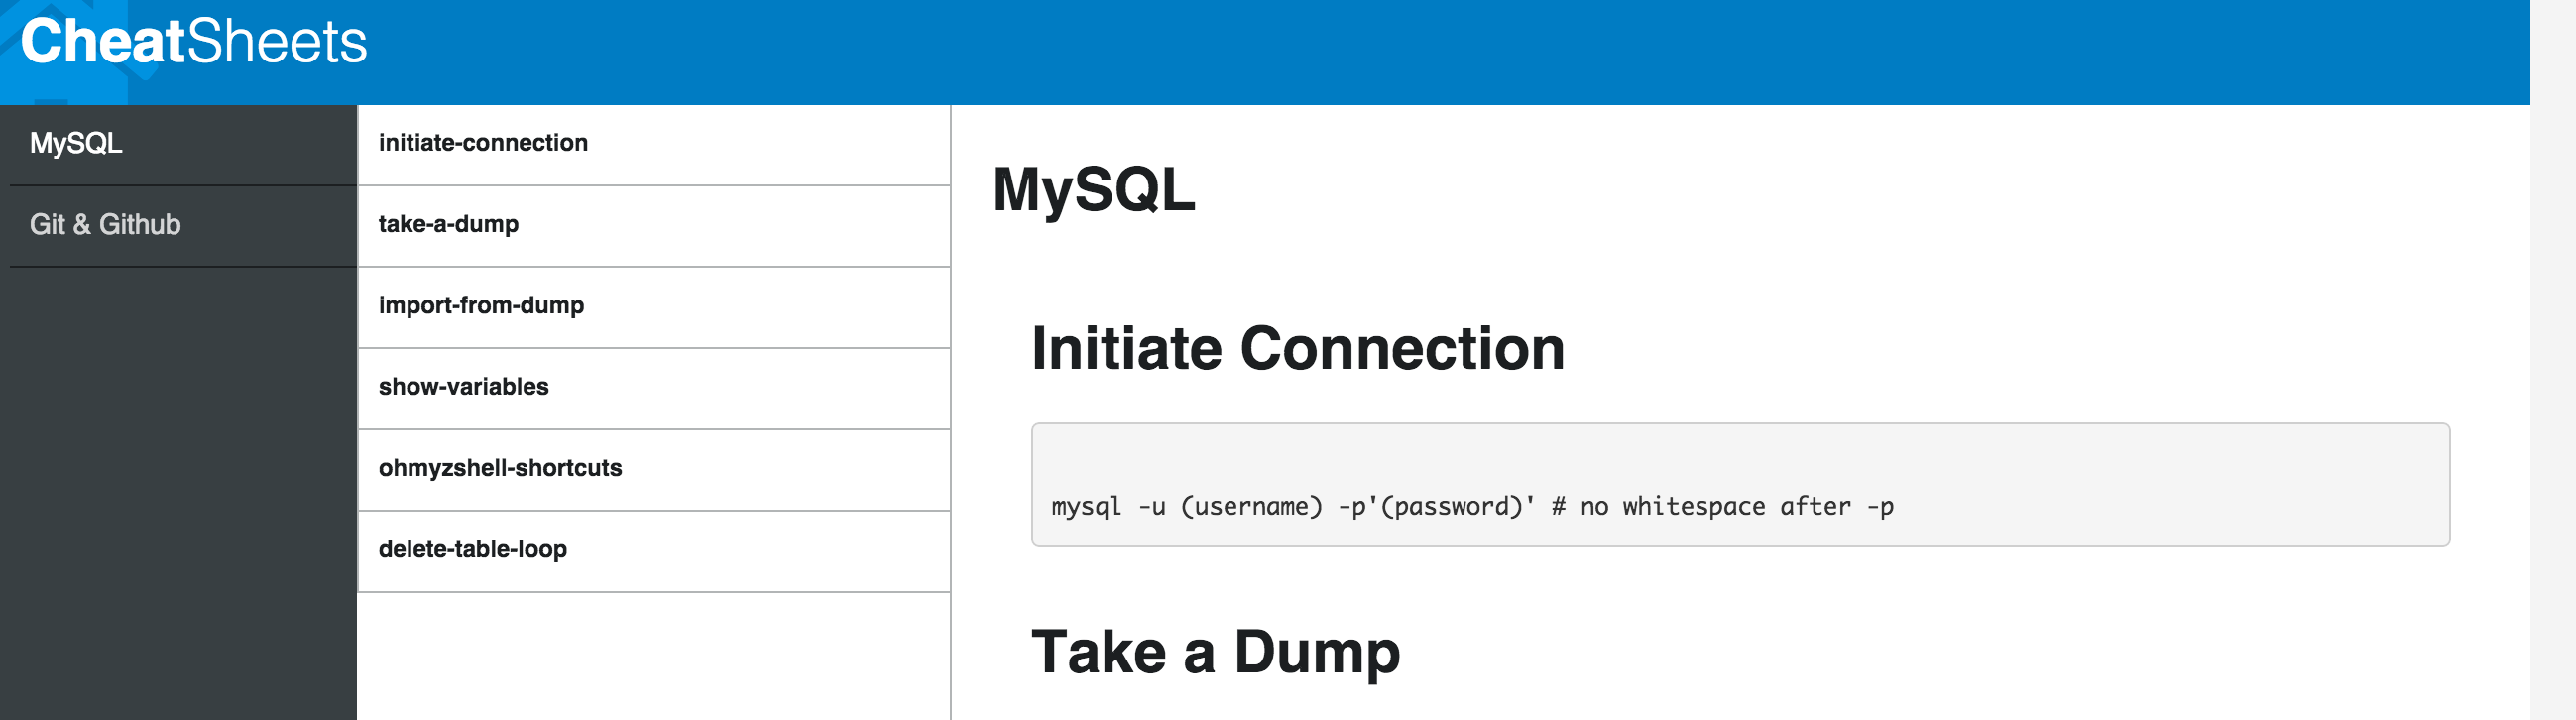 CheatSheets
MySQL
Git & Github
initiate-connection
take-a-dump
import-from-dump
show-variables
ohmyzshell-shortcuts
delete-table-loop
MySQL
Initiate Connection
mysql -u (username) -p'(password)' # no whitespace after -p
Take a Dump